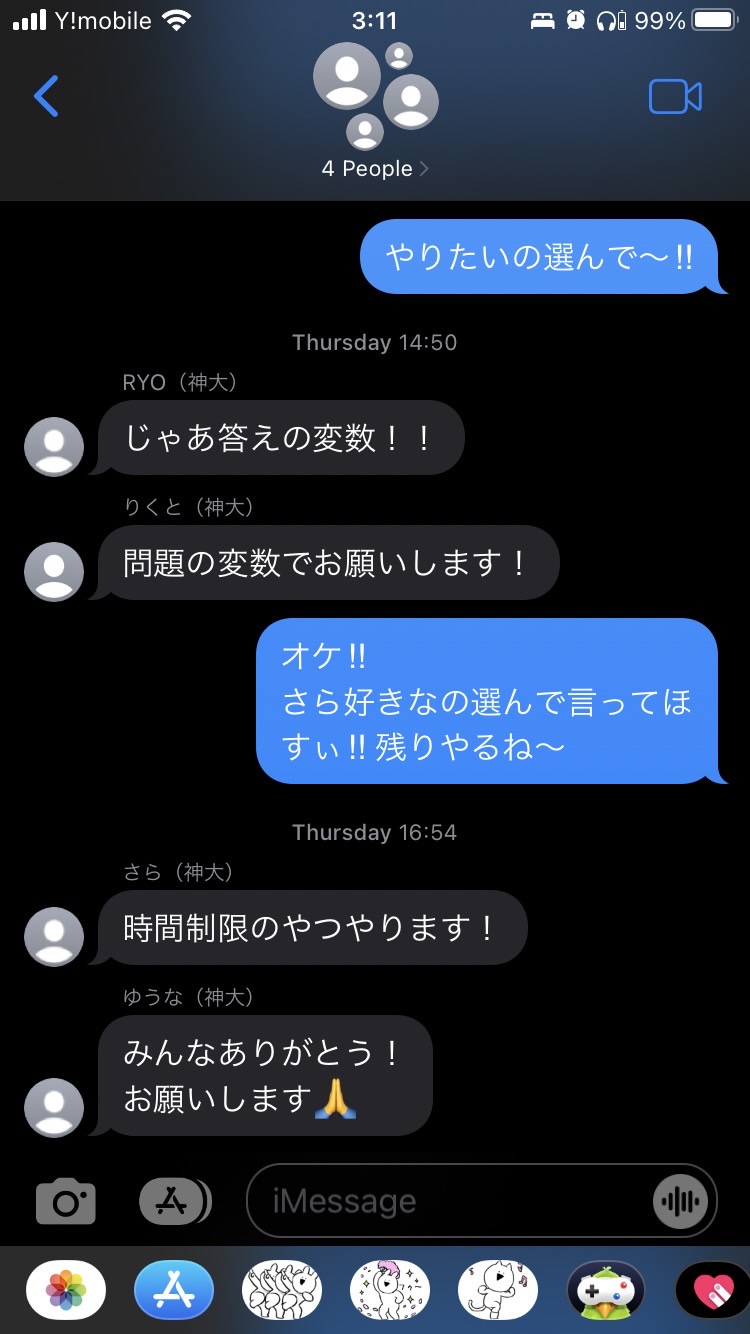 Y!mobile 3:11 99%
4 People
やりたいの選んで〜‼
Thursday 14:50
RYO（神大）
じゃあ答えの変数！！
りくと（神大）
問題の変数でお願いします！
オケ‼
さら好きなの選んで言ってほ
すぃ‼残りやるね〜
Thursday 16:54
さら（神大）
時間制限のやつやります！
ゆうな（神大）
みんなありがとう！
お願いします🙏
iMessage